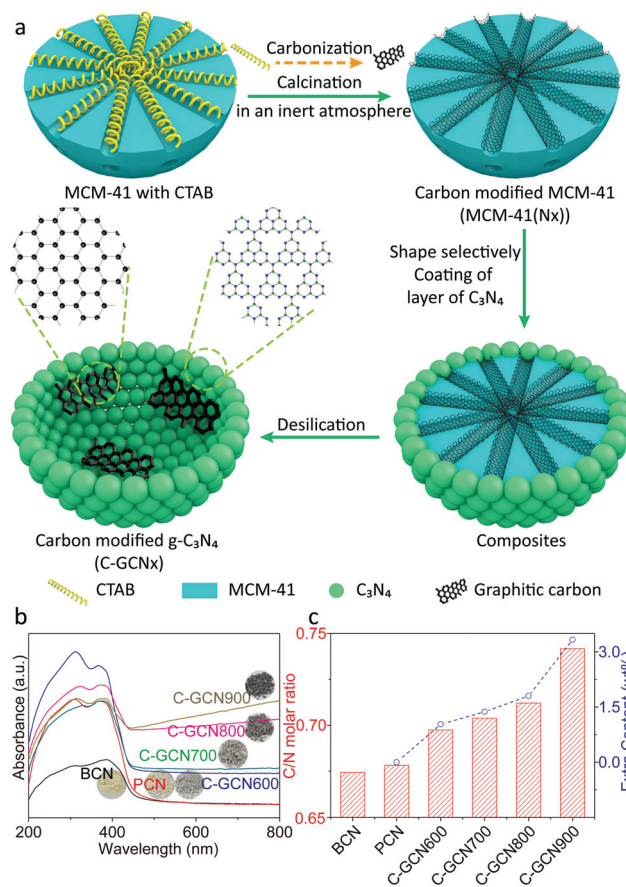 a
Carbonization
Calcination
in an inert atmosphere
MCM-41 with CTAB
Carbon modified MCM-41
(MCM-41(Nx))
Shape selectively
Coating of
layer of C₃N₄
Desilication
Carbon modified g-C₃N₄
(C-GCNx)
Composites
CTAB
MCM-41
C₃N₄
Graphitic carbon
b
Absorbance (a.u.)
C-GCN900
C-GCN800
C-GCN700
BCN
PCN
C-GCN600
200 400 600 800
Wavelength (nm)
c
C/N molar ratio
0.75
0.70
0.65
3.0
1.5
0.0
Extra Content (wt%)
BCN
PCN
C-GCN600
C-GCN700
C-GCN800
C-GCN900